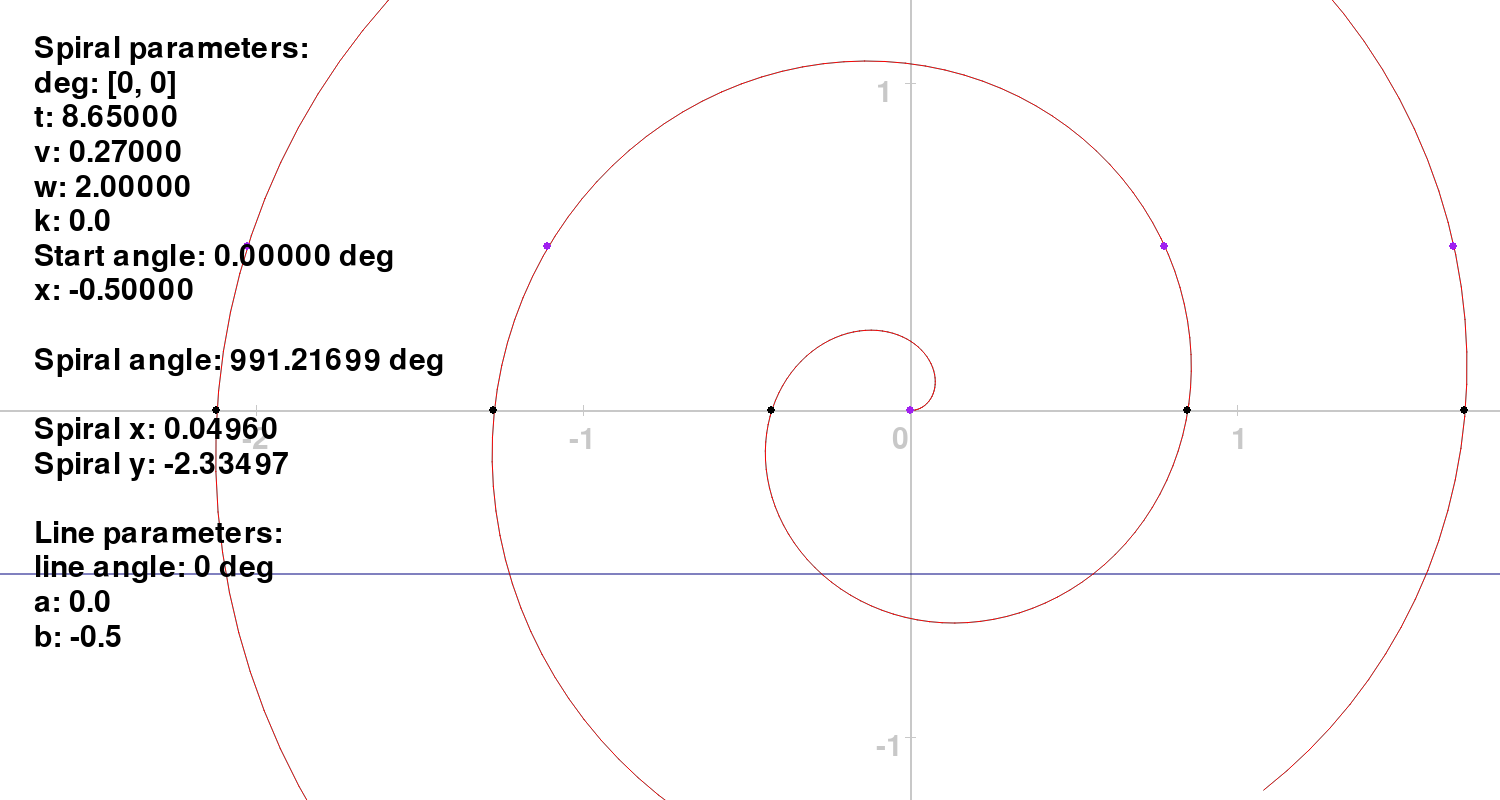 Spiral parameters:
deg: [0, 0]
t: 8.65000
v: 0.27000
w: 2.00000
k: 0.0
Start angle: 0.00000 deg
x: -0.50000
Spiral angle: 991.21699 deg
Spiral x: 0.04960
Spiral y: -2.33497
Line parameters:
line angle: 0 deg
a: 0.0
b: -0.5
1
-2
-1
0
1
-1